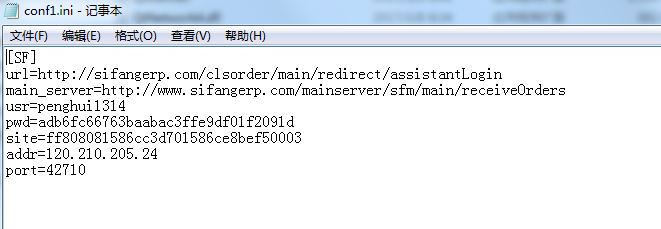 conf1.ini - 记事本
文件(F) 编辑(E) 格式(O) 查看(V) 帮助(H)
[SF]
url=http://sifangerp.com/clsorder/main/redirect/assistantLogin
main_server=http://www.sifangerp.com/mainserver/sfm/main/receiveOrders
usr=penghui1314
pwd=adb6fc66763baabac3ffe9df01f2091d
site=ff808081586cc3d701586ce8bef50003
addr=120.210.205.24
port=42710